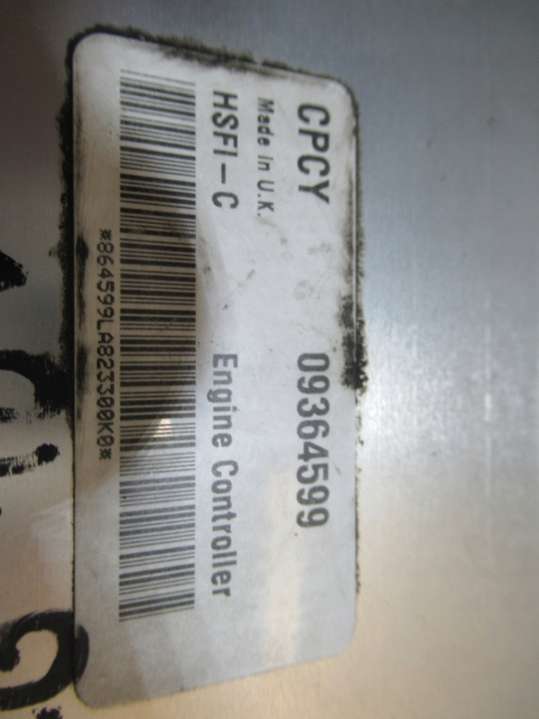 CPCY 09364599
Made in U.K.
HSFI-C Engine Controller
*864599LA823300K0*